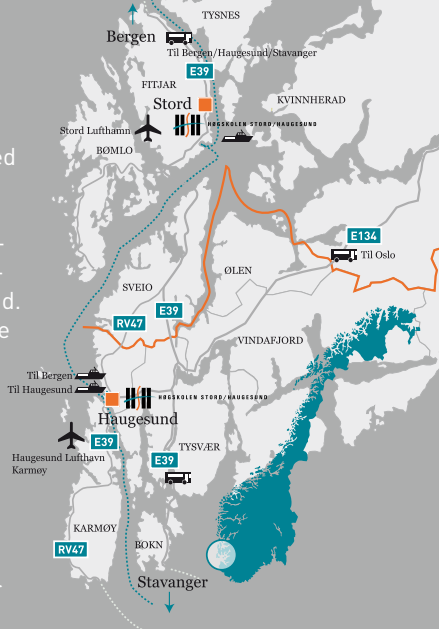 TYSNES
Bergen
Til Bergen/Haugesund/Stavanger
E39
FITJAR
KVINNHERAD
Stord
HØGSKOLEN STORD/HAUGESUND
Stord Lufthamn
BØMLO
ed
E134
Til Oslo
ØLEN
SVEIO
d.
E39
RV47
e
VINDAFJORD
Til Bergen
Til Haugesund
HØGSKOLEN STORD/HAUGESUND
Haugesund
E39
TYSVÆR
Haugesund Lufthavn
Karmøy
E39
KARMØY
RV47
BOKN
Stavanger